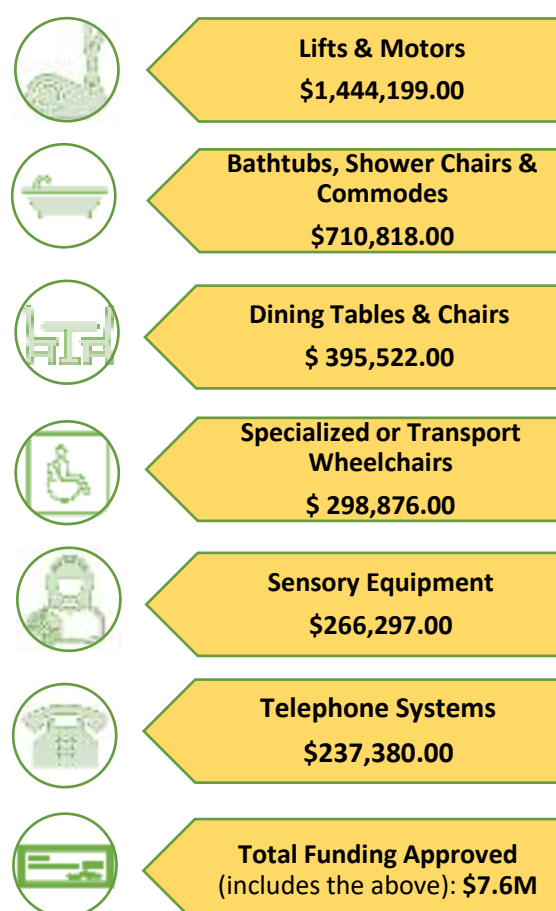 Lifts & Motors
$1,444,199.00
Bathtubs, Shower Chairs &
Commodes
$710,818.00
Dining Tables & Chairs
$ 395,522.00
Specialized or Transport
Wheelchairs
$ 298,876.00
Sensory Equipment
$266,297.00
Telephone Systems
$237,380.00
Total Funding Approved
(includes the above): $7.6M